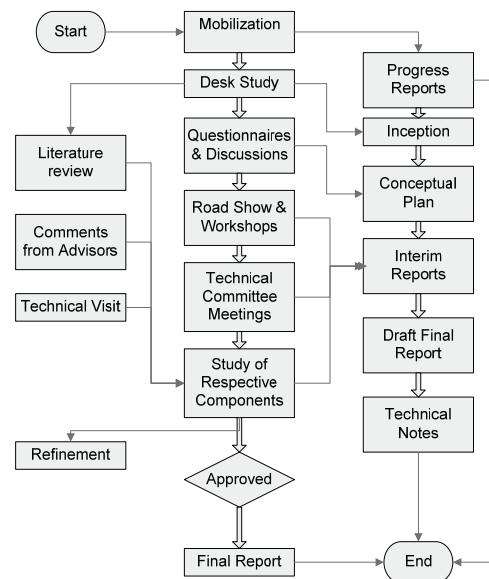 Start
Mobilization
Desk Study
Progress
Reports
Inception
Questionnaires
& Discussions
Literature
review
Conceptual
Plan
Road Show &
Workshops
Comments
from Advisors
Interim
Reports
Technical
Committee
Meetings
Technical Visit
Draft Final
Report
Study of
Respective
Components
Technical
Notes
Refinement
Approved
Final Report
End